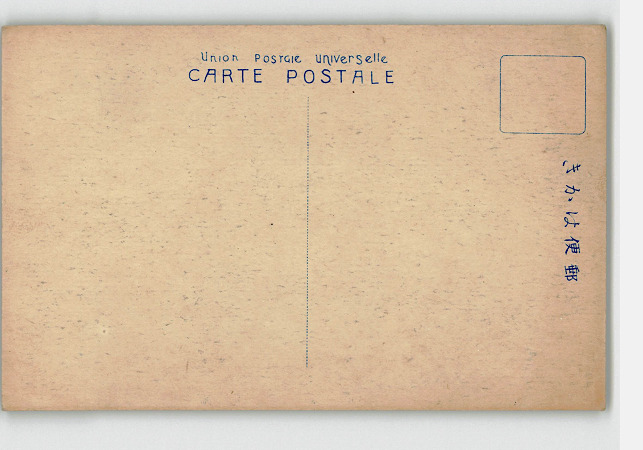 Union Postale Universelle
CARTE POSTALE
きかは便郵